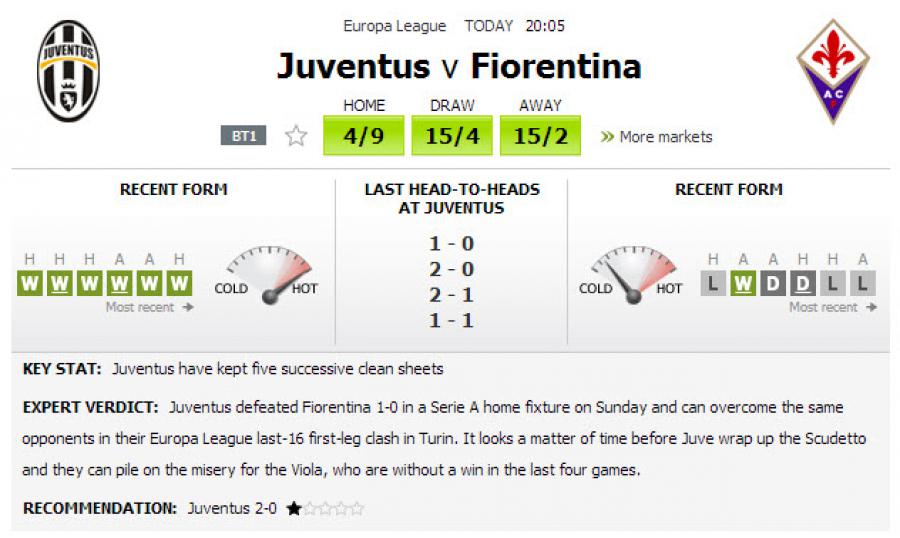 Europa League TODAY 20:05
JUVENTUS
Juventus v Fiorentina
AC
F
HOME DRAW AWAY
BT1 4/9 15/4 15/2 » More markets
RECENT FORM
H H H A A H
W W W W W W
Most recent →
COLD HOT
LAST HEAD-TO-HEADS
AT JUVENTUS
1 - 0
2 - 0
2 - 1
1 - 1
RECENT FORM
COLD HOT
H A A H H A
L W D D L L
Most recent →
KEY STAT: Juventus have kept five successive clean sheets
EXPERT VERDICT: Juventus defeated Fiorentina 1-0 in a Serie A home fixture on Sunday and can overcome the same
opponents in their Europa League last-16 first-leg clash in Turin. It looks a matter of time before Juve wrap up the Scudetto
and they can pile on the misery for the Viola, who are without a win in the last four games.
RECOMMENDATION: Juventus 2-0 ★☆☆☆☆